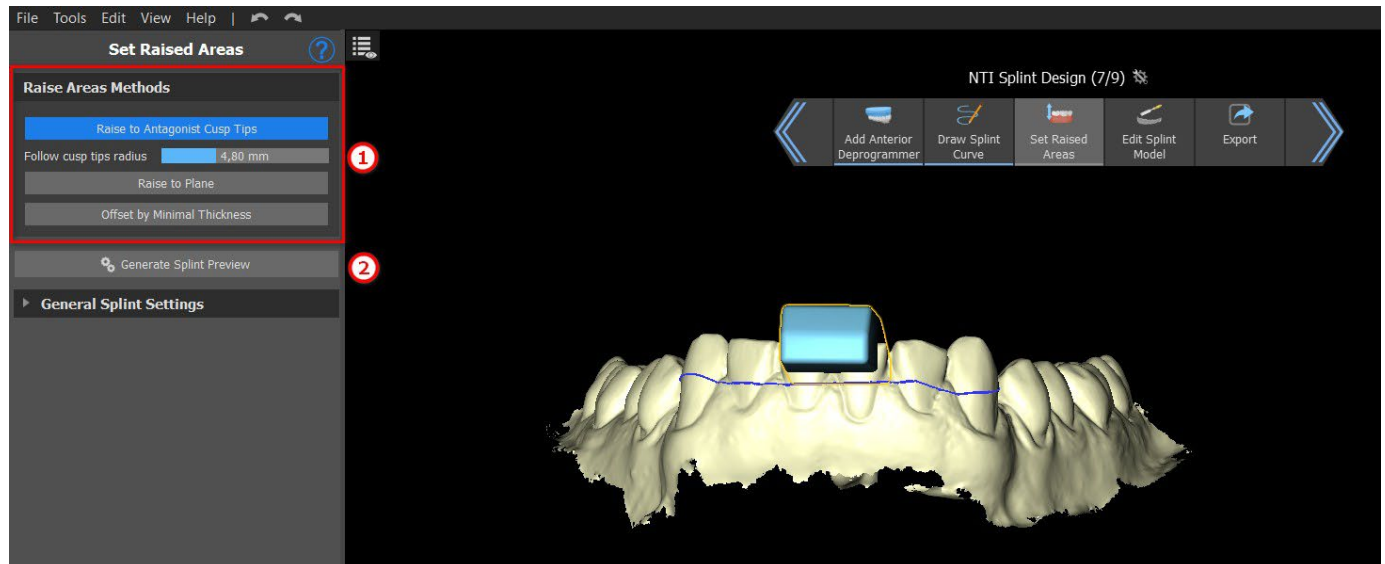 File Tools Edit View Help |
Set Raised Areas ?
Raise Areas Methods
Raise to Antagonist Cusp Tips
Follow cusp tips radius 4,80 mm
Raise to Plane
Offset by Minimal Thickness
1
Generate Splint Preview
2
General Splint Settings
NTI Splint Design (7/9)
Add Anterior
Deprogrammer
Draw Splint
Curve
Set Raised
Areas
Edit Splint
Model
Export